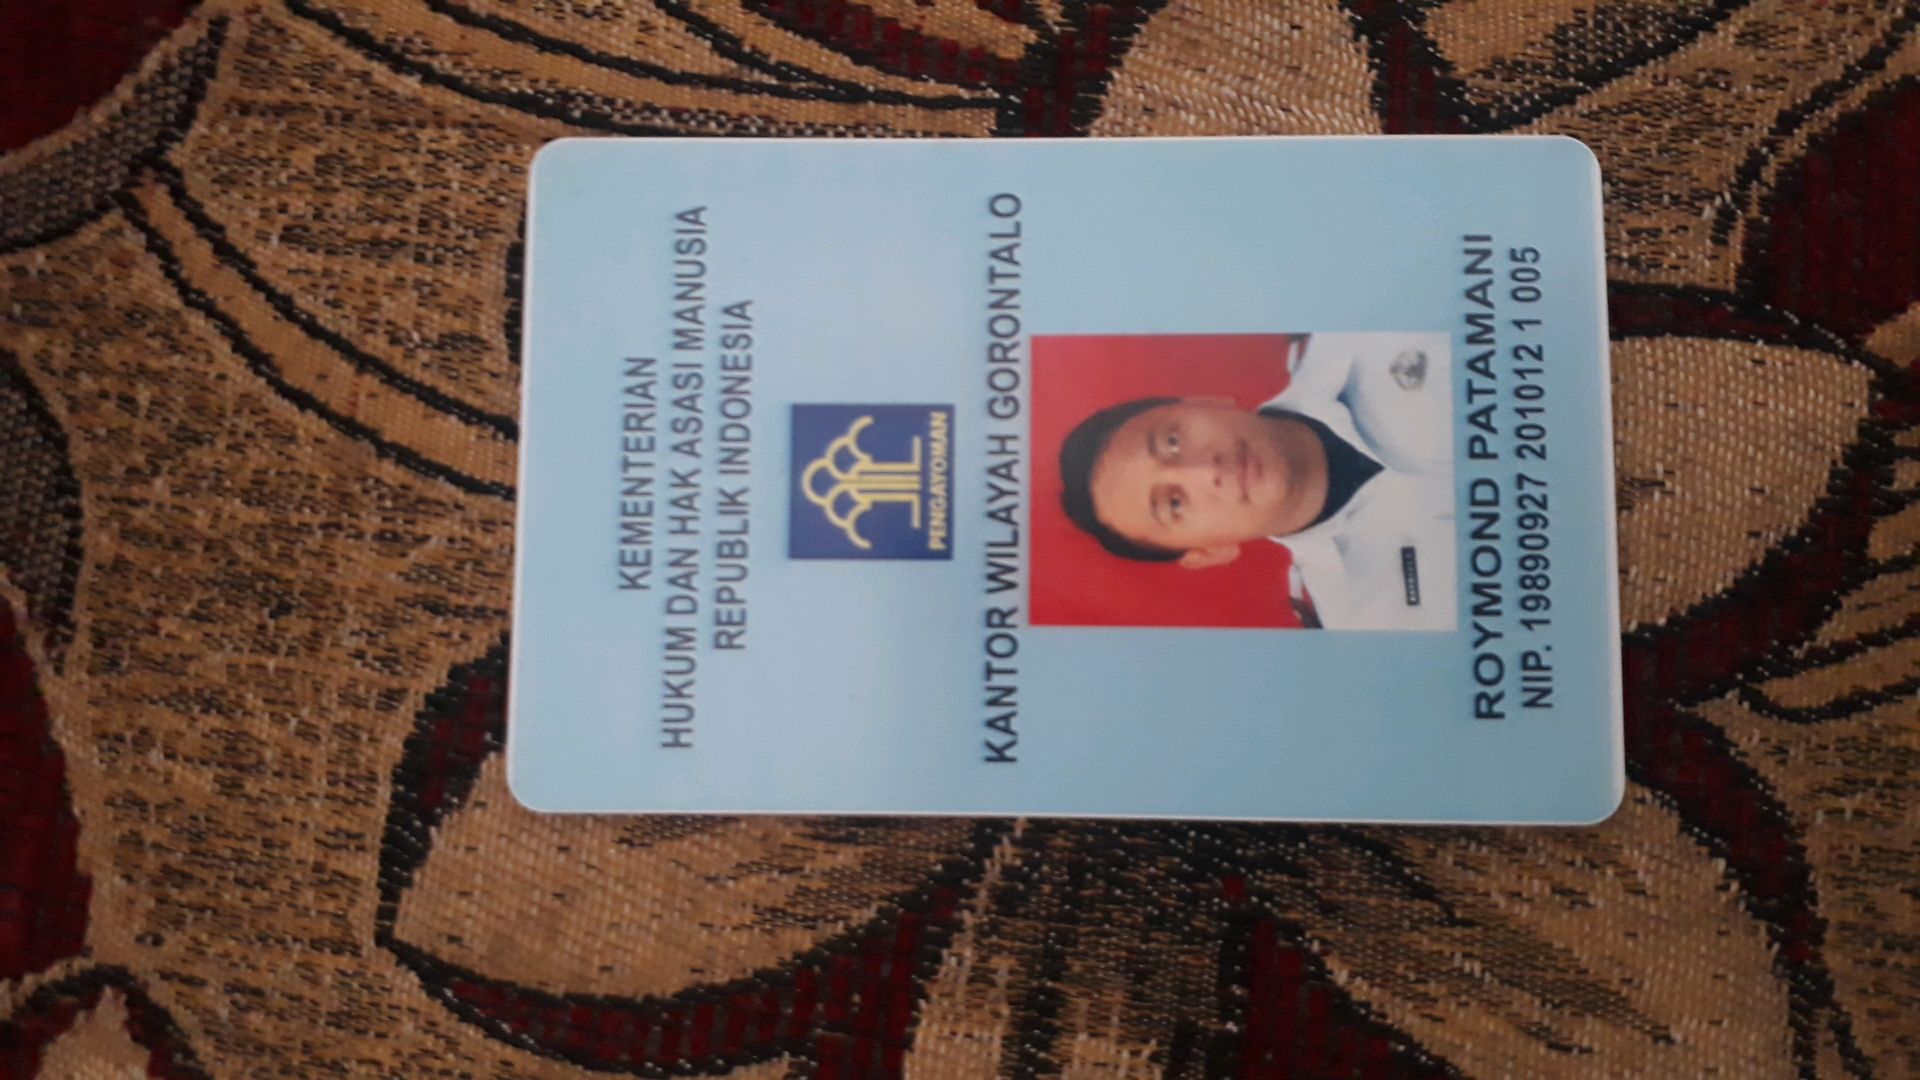 KEMENTERIAN
HUKUM DAN HAK ASASI MANUSIA
REPUBLIK INDONESIA
PENGAYOMAN
KANTOR WILAYAH GORONTALO
ROYMOND PATAMANI
NIP. 19890927 201012 1 005